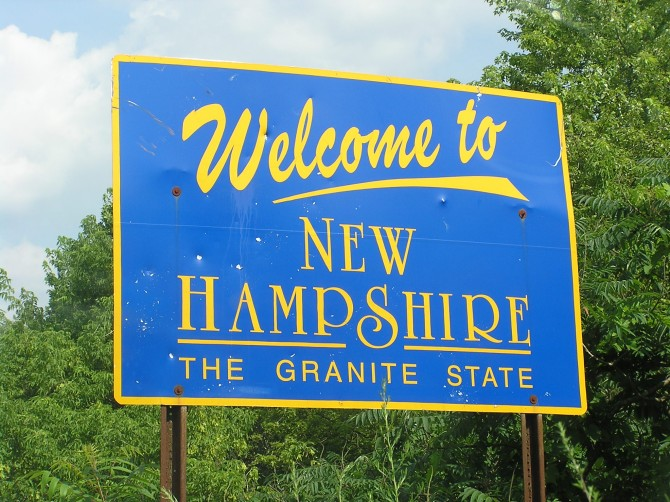 Welcome to
NEW
HAMPSHIRE
THE GRANITE STATE